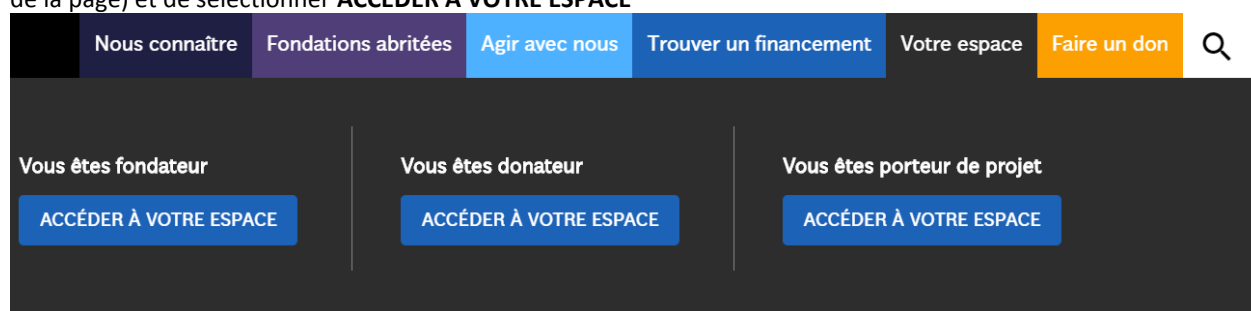 de la page) et de sélectionner ACCÉDER À VOTRE ESPACE
Nous connaître Fondations abritées Agir avec nous Trouver un financement Votre espace Faire un don
Vous êtes fondateur Vous êtes donateur Vous êtes porteur de projet
ACCÉDER À VOTRE ESPACE ACCÉDER À VOTRE ESPACE ACCÉDER À VOTRE ESPACE